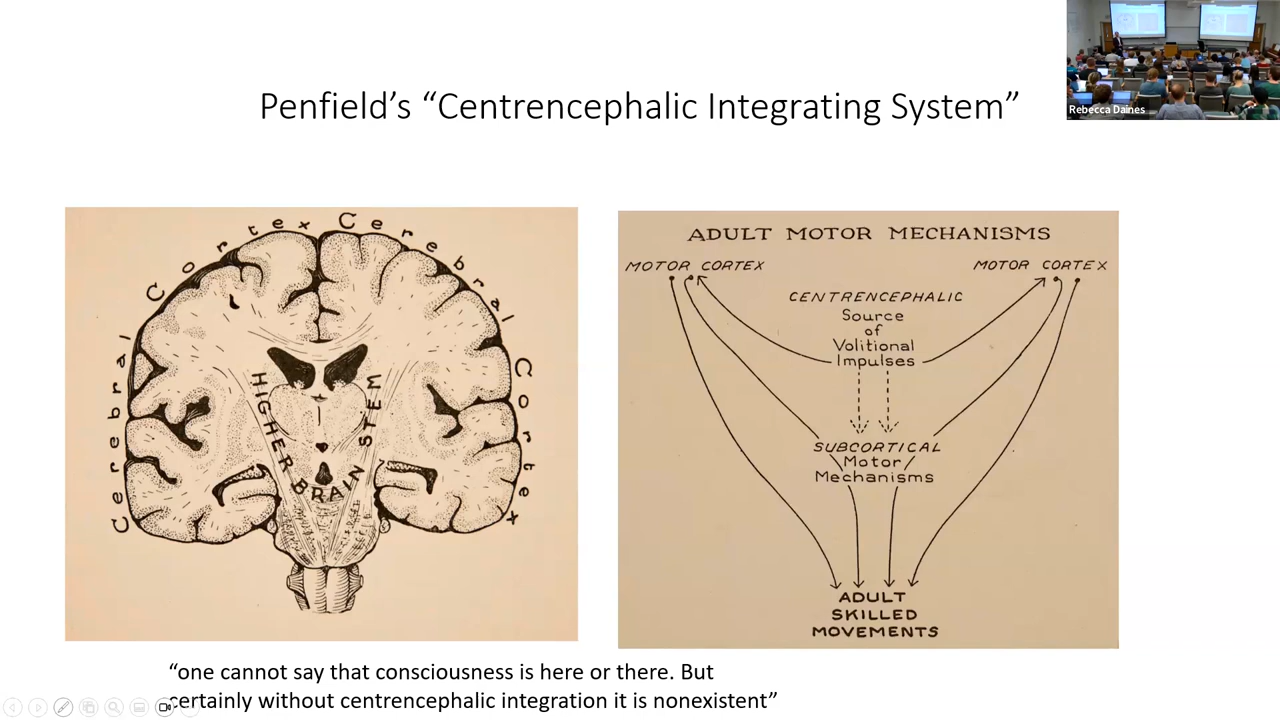 Rebecca Daines
Penfield’s “Centrencephalic Integrating System”
Cerebral Cortex Cerebral Cortex
HIGHER BRAIN STEM
ADULT MOTOR MECHANISMS
MOTOR CORTEX
MOTOR CORTEX
CENTRENCEPHALIC
Source
of
Volitional
Impulses
SUBCORTICAL
Motor
Mechanisms
ADULT
SKILLED
MOVEMENTS
“one cannot say that consciousness is here or there. But
certainly without centrencephalic integration it is nonexistent”